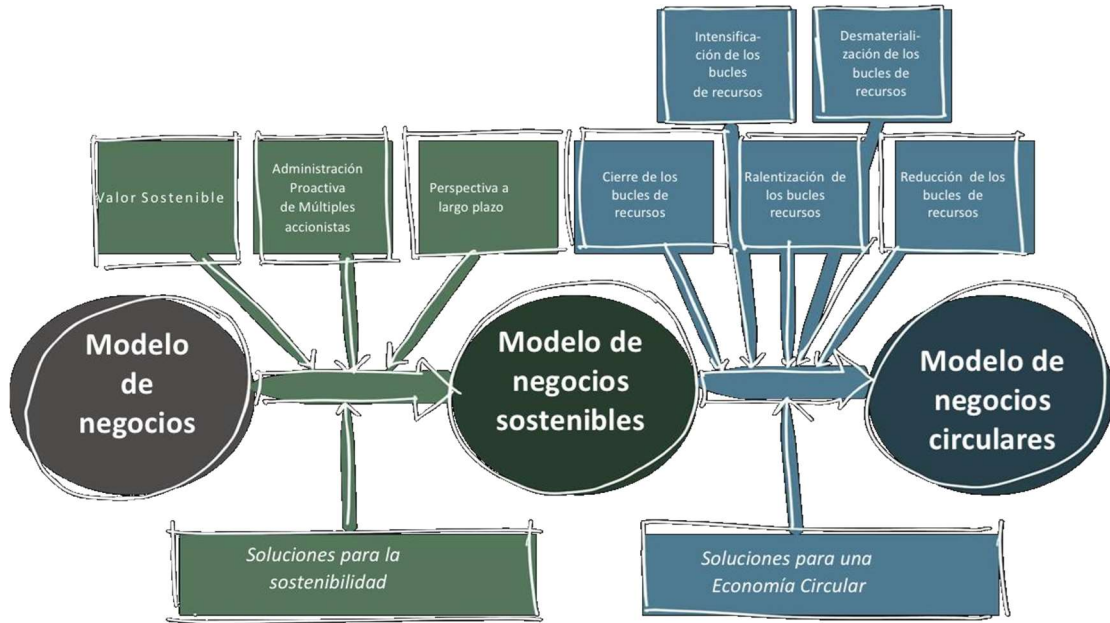 Intensifica-
ción de los
bucles
de recursos
Desmateriali-
zación de los
bucles de
recursos
Valor Sostenible
Administración
Proactiva
de Múltiples
accionistas
Perspectiva a
largo plazo
Cierre de los
bucles de
recursos
Ralentización de
los bucles
recursos
Reducción de los
bucles de
recursos
Modelo
de
negocios
Modelo de
negocios
sostenibles
Modelo de
negocios
circulares
Soluciones para la
sostenibilidad
Soluciones para una
Economía Circular